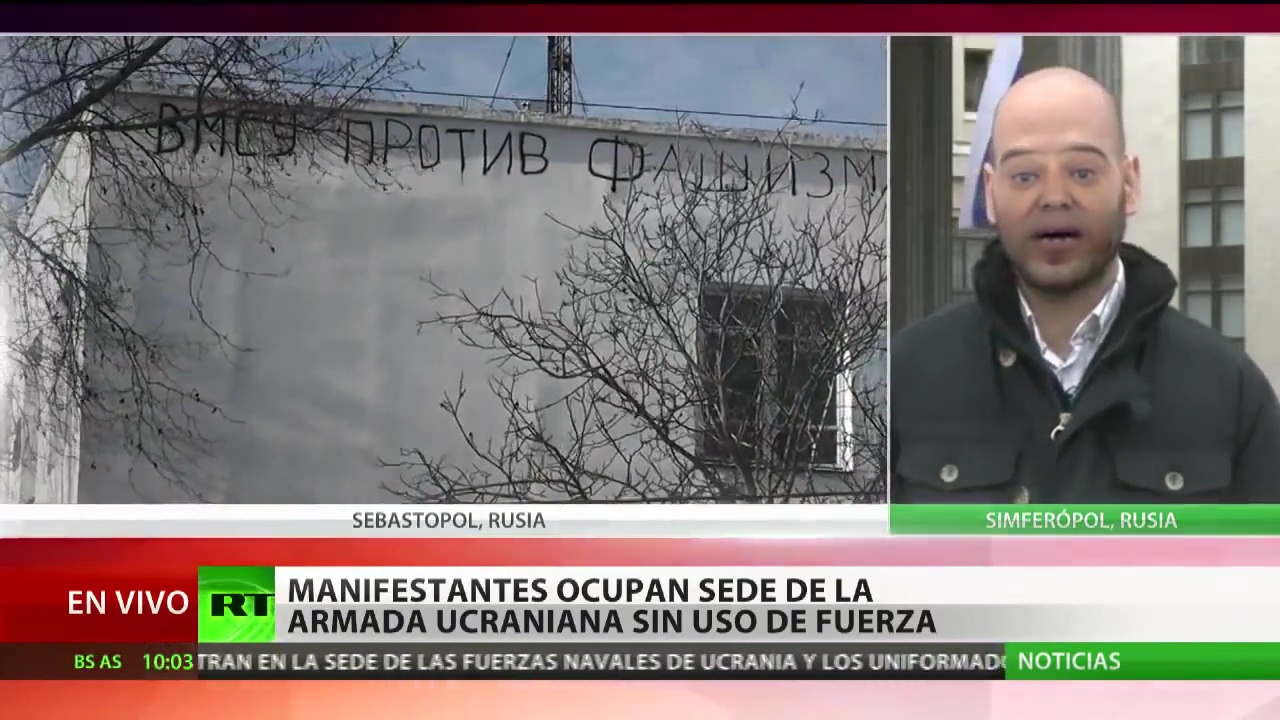 ВМСУ ПРОТИВ ФАШИЗМА
SEBASTOPOL, RUSIA
SIMFERÓPOL, RUSIA
EN VIVO
RT
MANIFESTANTES OCUPAN SEDE DE LA
ARMADA UCRANIANA SIN USO DE FUERZA
BS AS 10:03
TRAN EN LA SEDE DE LAS FUERZAS NAVALES DE UCRANIA Y LOS UNIFORMADO
NOTICIAS